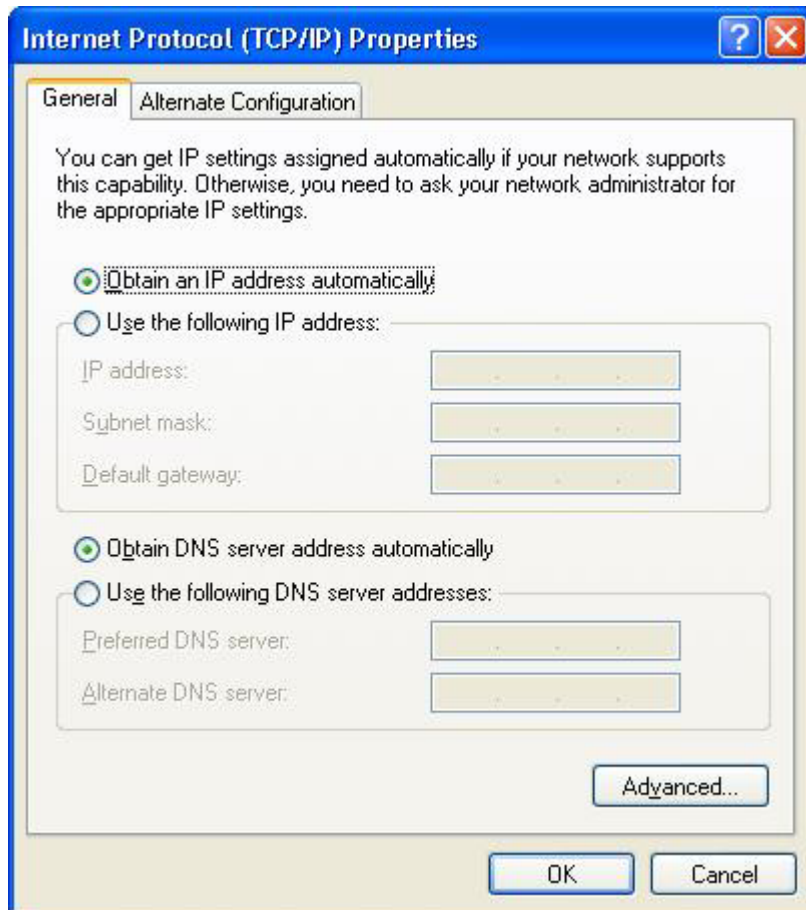 Internet Protocol (TCP/IP) Properties
General
Alternate Configuration
You can get IP settings assigned automatically if your network supports
this capability. Otherwise, you need to ask your network administrator for
the appropriate IP settings.
Obtain an IP address automatically
Use the following IP address:
IP address:
Subnet mask:
Default gateway:
Obtain DNS server address automatically
Use the following DNS server addresses:
Preferred DNS server:
Alternate DNS server:
Advanced...
OK
Cancel